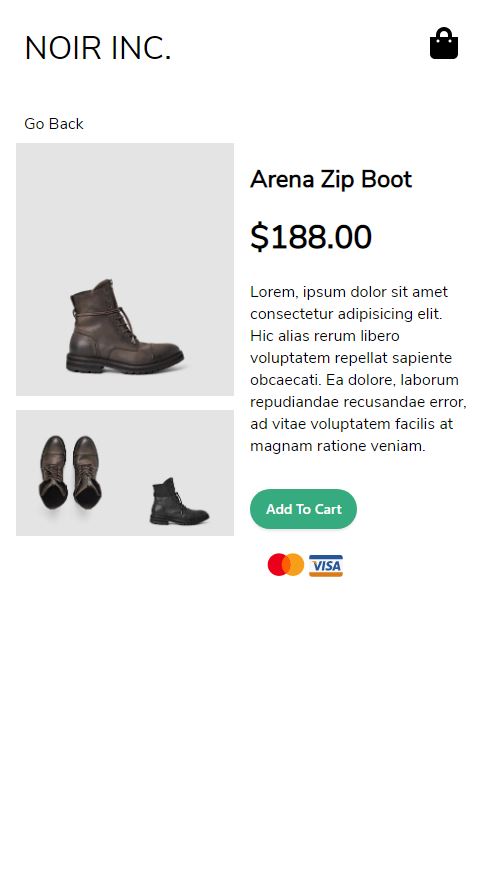 NOIR INC.
Go Back
Arena Zip Boot
$188.00
Lorem, ipsum dolor sit amet
consectetur adipisicing elit.
Hic alias rerum libero
voluptatem repellat sapiente
obcaecati. Ea dolore, laborum
repudiandae recusandae error,
ad vitae voluptatem facilis at
magnam ratione veniam.
Add To Cart
VISA